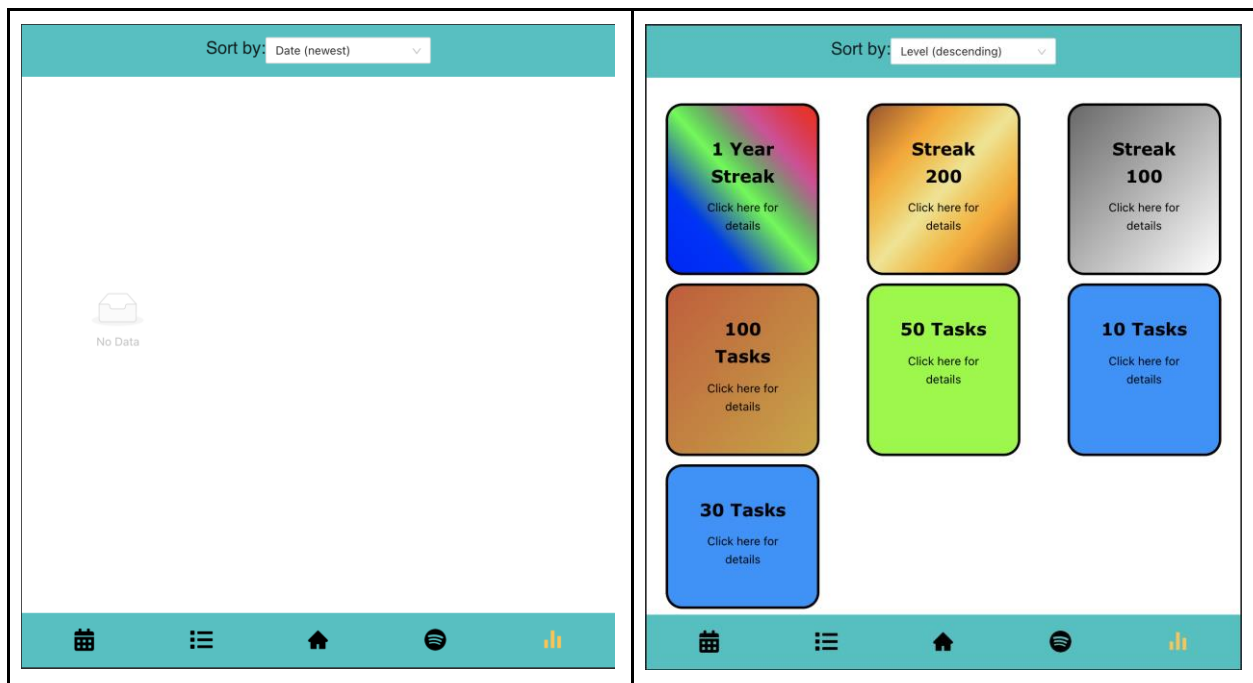 Sort by: Date (newest)
No Data
Sort by: Level (descending)
1 Year
Streak
Click here for
details
Streak
200
Click here for
details
Streak
100
Click here for
details
100
Tasks
Click here for
details
50 Tasks
Click here for
details
10 Tasks
Click here for
details
30 Tasks
Click here for
details